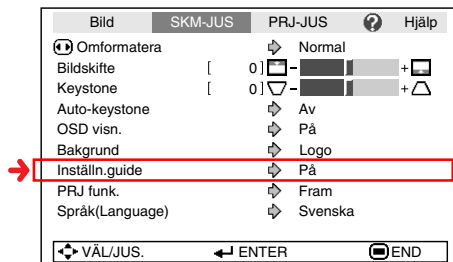 Bild SKM-JUS PRJ-JUS ? Hjälp
Omformatera Normal
Bildskifte [ 0] - +
Keystone [ 0] - +
Auto-keystone Av
OSD visn. På
Bakgrund Logo
Inställn.guide På
PRJ funk. Fram
Språk(Language) Svenska
VÄL/JUS. ENTER END